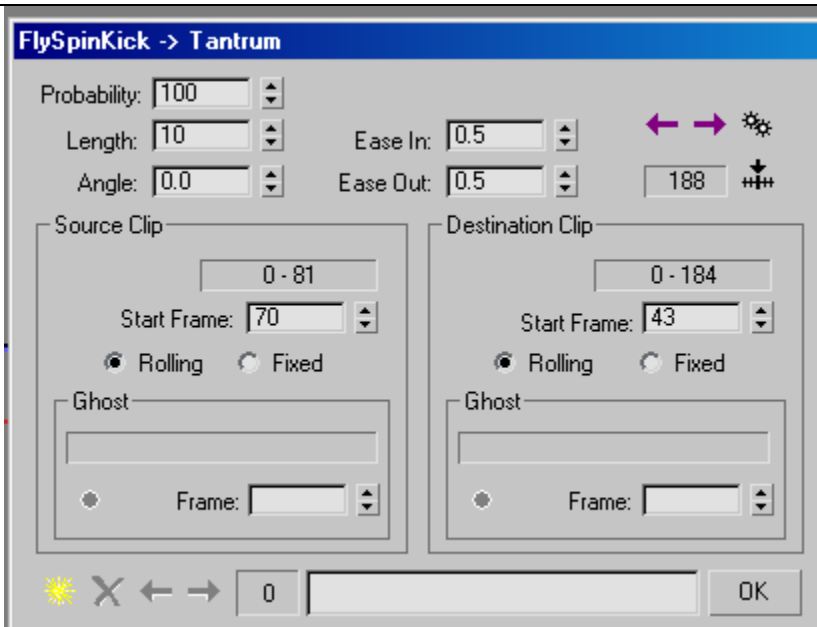 FlySpinKick -> Tantrum
Probability: 100
Length: 10 Ease In: 0.5
Angle: 0.0 Ease Out: 0.5 188
Source Clip Destination Clip
0 - 81 0 - 184
Start Frame: 70 Start Frame: 43
Rolling Fixed Rolling Fixed
Ghost Ghost
Frame: Frame:
0 OK